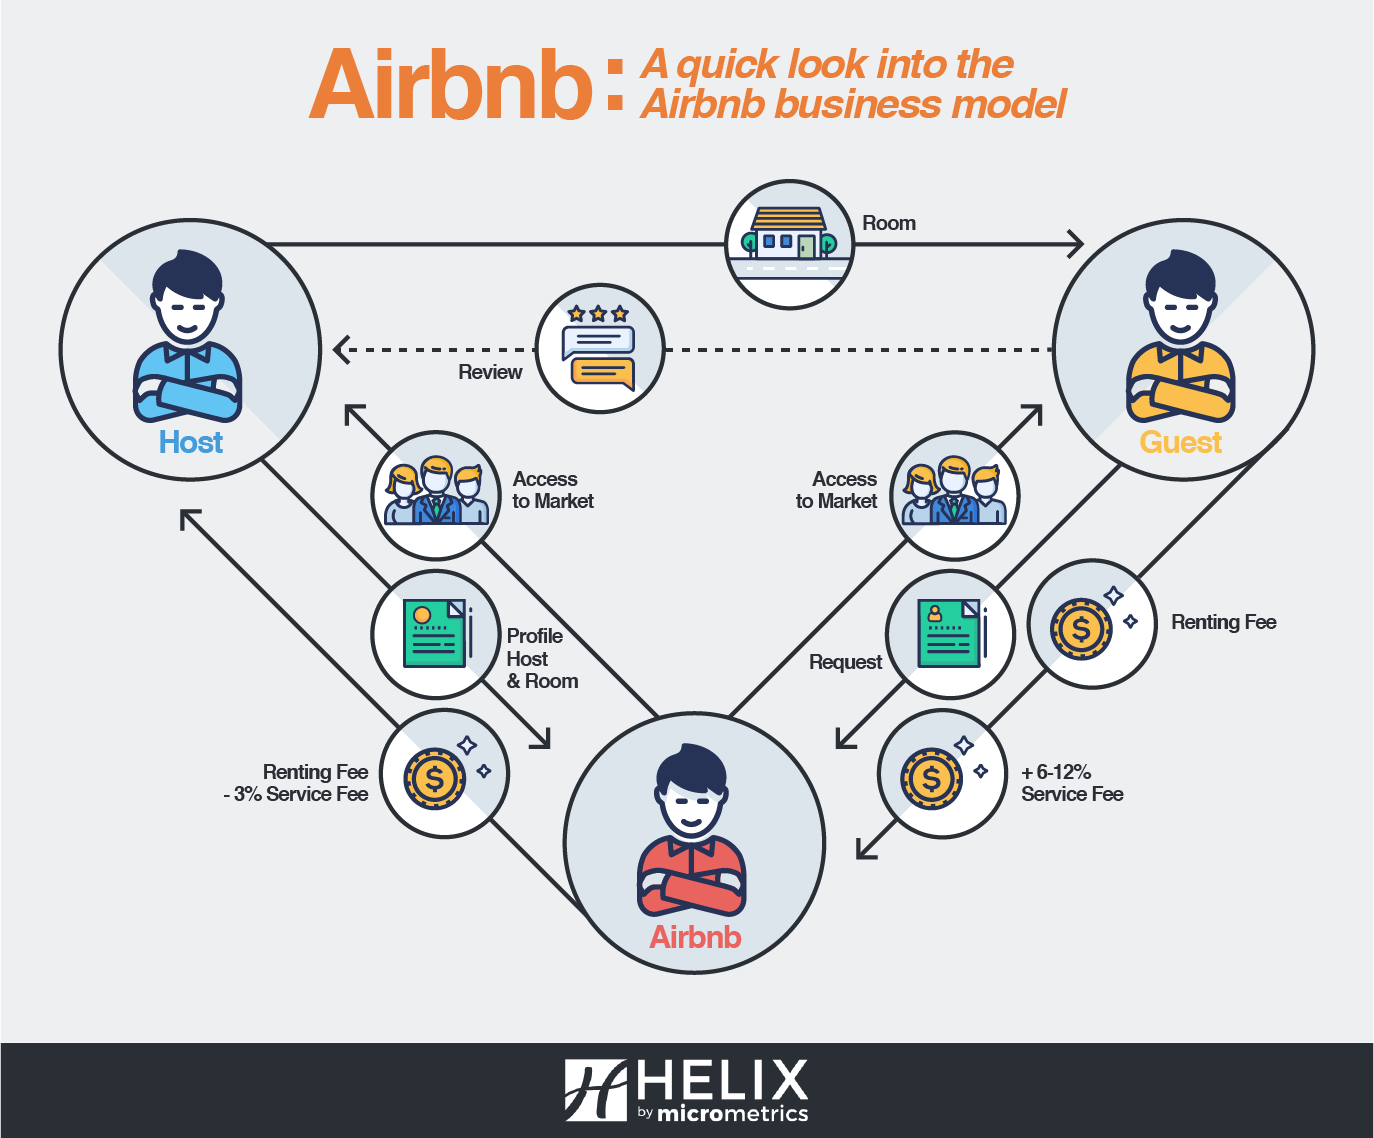 Airbnb:
A quick look into the
Airbnb business model
Room
Review
Host
Guest
Access
to Market
Access
to Market
Profile
Host
& Room
Request
Renting Fee
Renting Fee
- 3% Service Fee
+ 6-12%
Service Fee
Airbnb
HELIX
by micrometrics